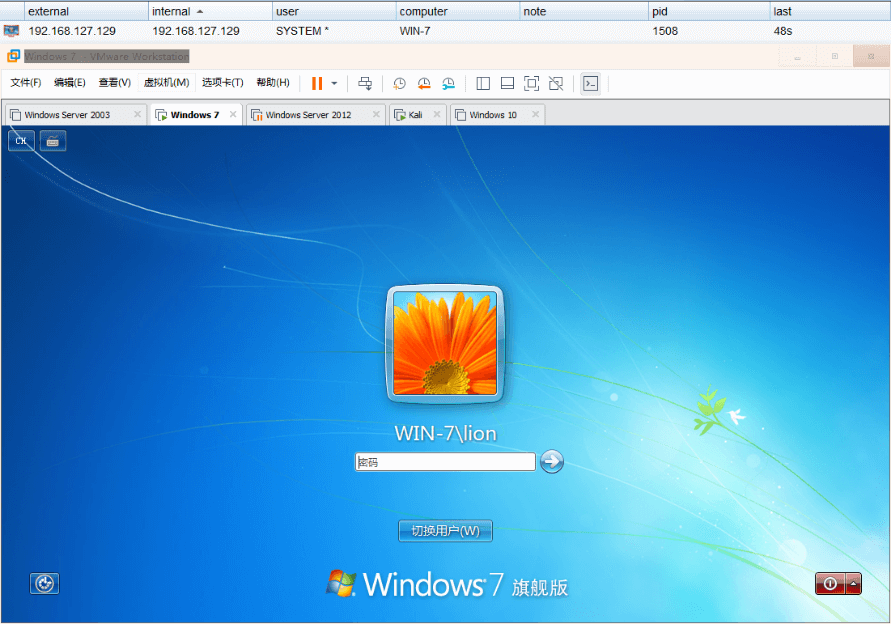 external internal user computer note pid last
192.168.127.129 192.168.127.129 SYSTEM * WIN-7 1508 48s
Windows 7 - VMware Workstation
文件(F) 编辑(E) 查看(V) 虚拟机(M) 选项卡(T) 帮助(H)
Windows Server 2003 Windows 7 Windows Server 2012 Kali Windows 10
CH
WIN-7\lion
密码
切换用户(W)
Windows 7 旗舰版